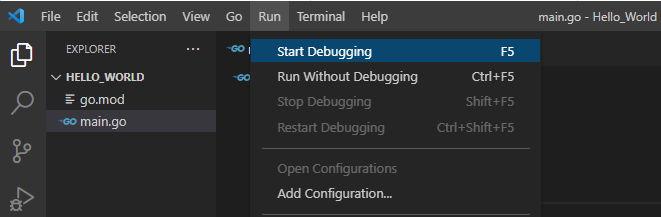 File Edit Selection View Go Run Terminal Help main.go - Hello_World
EXPLORER
HELLO_WORLD
go.mod
GO main.go
Start Debugging F5
Run Without Debugging Ctrl+F5
Stop Debugging Shift+F5
Restart Debugging Ctrl+Shift+F5
Open Configurations
Add Configuration...